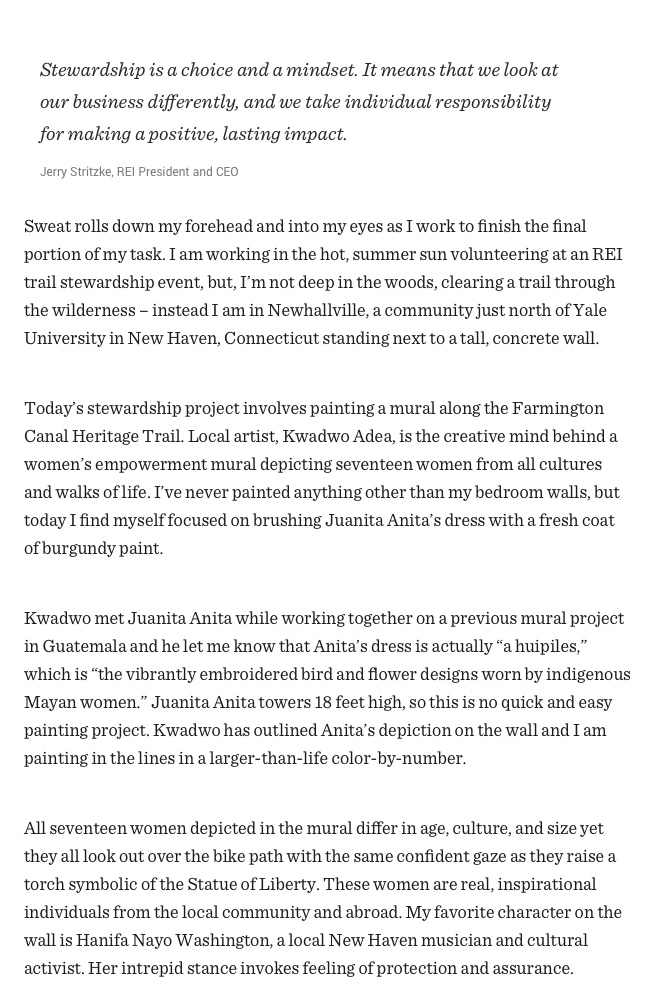 Stewardship is a choice and a mindset. It means that we look at
our business differently, and we take individual responsibility
for making a positive, lasting impact.
Jerry Stritzke, REI President and CEO
Sweat rolls down my forehead and into my eyes as I work to finish the final
portion of my task. I am working in the hot, summer sun volunteering at an REI
trail stewardship event, but, I’m not deep in the woods, clearing a trail through
the wilderness – instead I am in Newhallville, a community just north of Yale
University in New Haven, Connecticut standing next to a tall, concrete wall.
Today’s stewardship project involves painting a mural along the Farmington
Canal Heritage Trail. Local artist, Kwadwo Adea, is the creative mind behind a
women’s empowerment mural depicting seventeen women from all cultures
and walks of life. I’ve never painted anything other than my bedroom walls, but
today I find myself focused on brushing Juanita Anita’s dress with a fresh coat
of burgundy paint.
Kwadwo met Juanita Anita while working together on a previous mural project
in Guatemala and he let me know that Anita’s dress is actually “a huipiles,”
which is “the vibrantly embroidered bird and flower designs worn by indigenous
Mayan women.” Juanita Anita towers 18 feet high, so this is no quick and easy
painting project. Kwadwo has outlined Anita’s depiction on the wall and I am
painting in the lines in a larger-than-life color-by-number.
All seventeen women depicted in the mural differ in age, culture, and size yet
they all look out over the bike path with the same confident gaze as they raise a
torch symbolic of the Statue of Liberty. These women are real, inspirational
individuals from the local community and abroad. My favorite character on the
wall is Hanifa Nayo Washington, a local New Haven musician and cultural
activist. Her intrepid stance invokes feeling of protection and assurance.